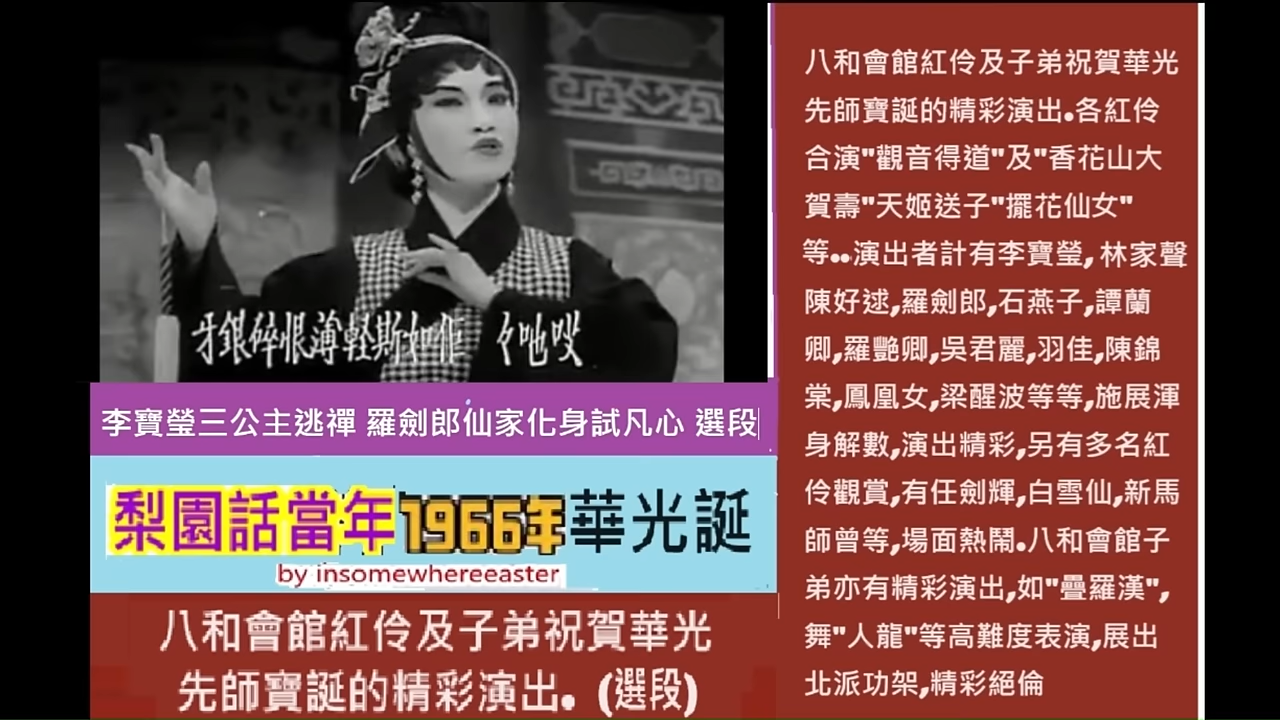 哎吔々 佢如斯輕薄恨碎銀牙
李寶瑩三公主逃禪 羅劍郎仙家化身試凡心 選段
梨園話當年1966年華光誕
by insomewhereeaster
八和會館紅伶及子弟祝賀華光
先師寶誕的精彩演出. (選段)
八和會館紅伶及子弟祝賀華光
先師寶誕的精彩演出.各紅伶
合演"觀音得道"及"香花山大
賀壽"天姬送子"擺花仙女"
等..演出者計有李寶瑩,林家聲
陳好逑,羅劍郎,石燕子,譚蘭
卿,羅艷卿,吳君麗,羽佳,陳錦
棠,鳳凰女,梁醒波等等,施展渾
身解數,演出精彩,另有多名紅
伶觀賞,有任劍輝,白雪仙,新馬
師曾等,場面熱鬧.八和會館子
弟亦有精彩演出,如"疊羅漢",
舞"人龍"等高難度表演,展出
北派功架,精彩絕倫